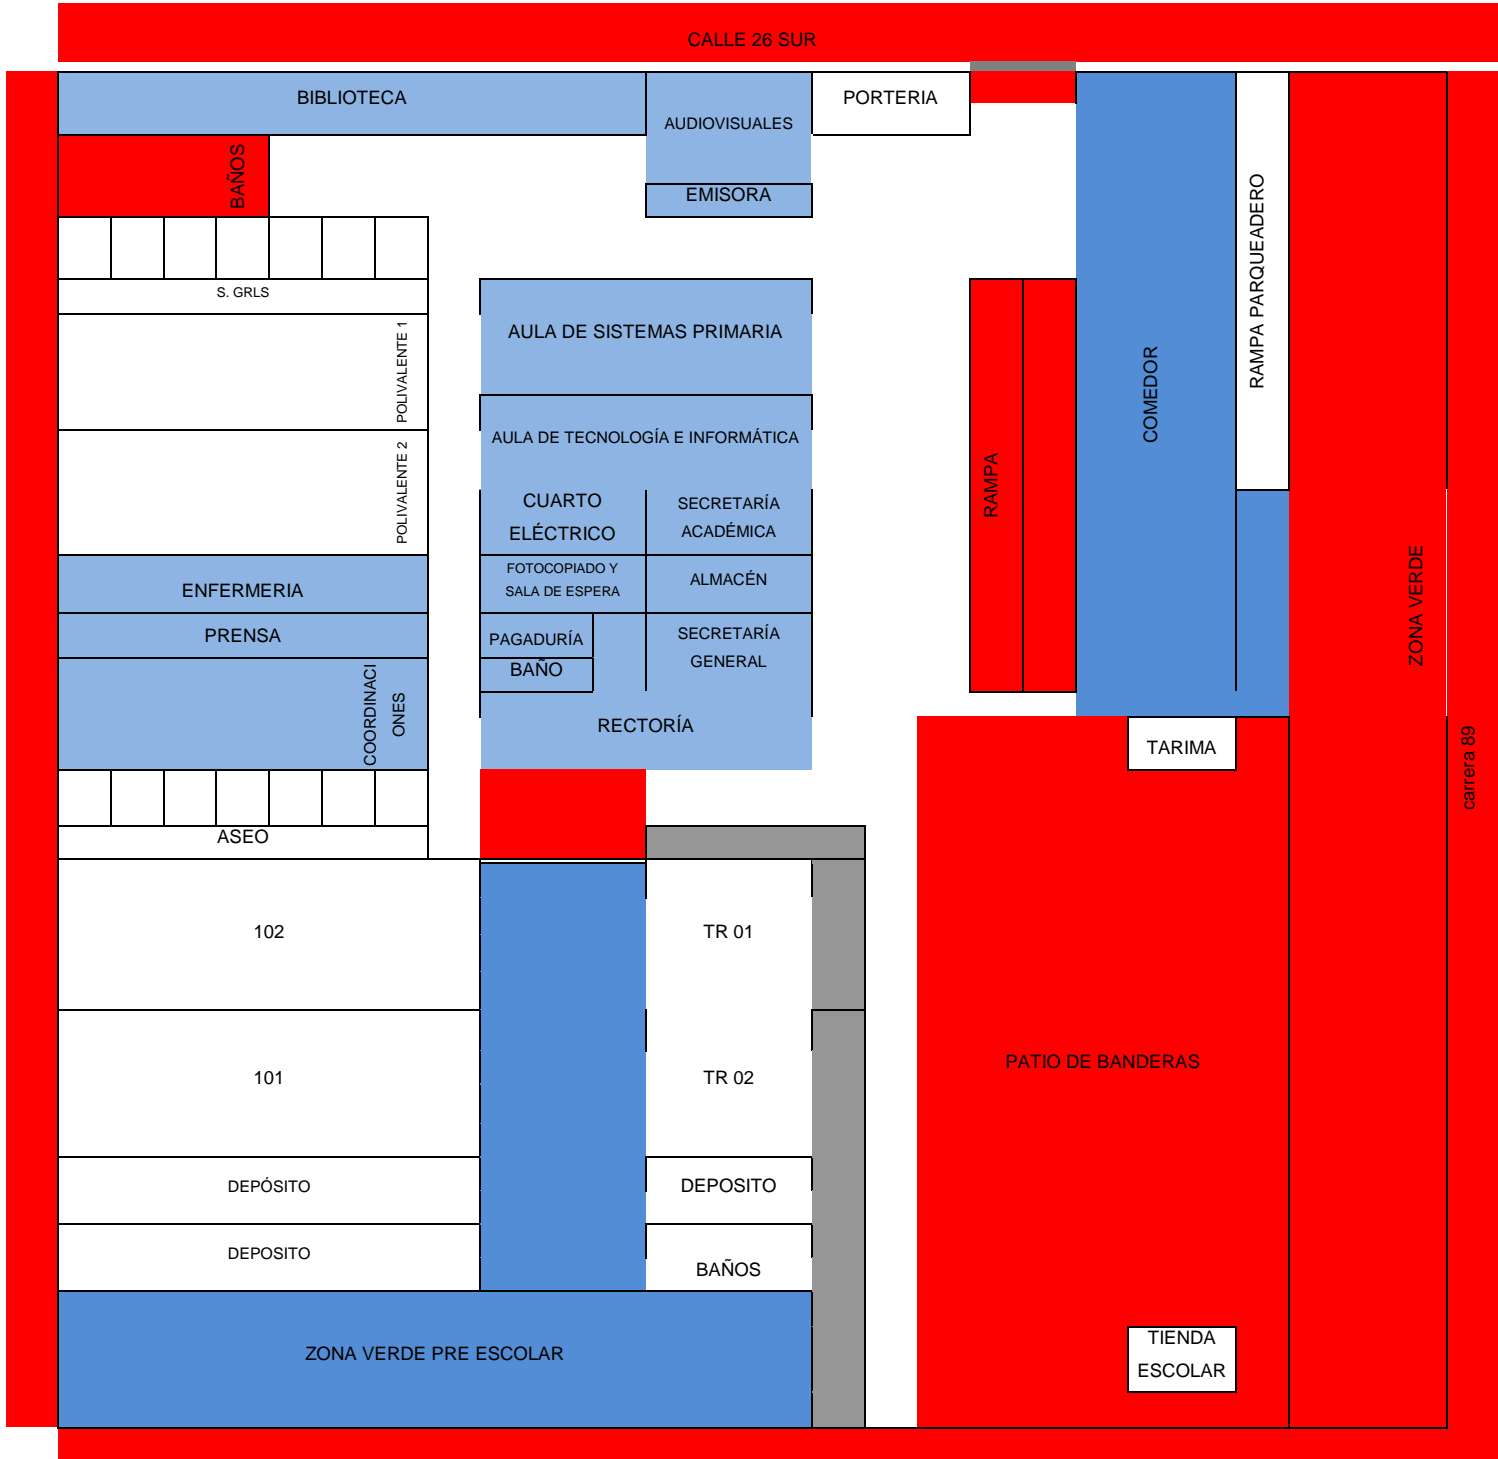 CALLE 26 SUR
BIBLIOTECA
AUDIOVISUALES
PORTERIA
BAÑOS
EMISORA
RAMPA PARQUEADERO
S. GRLS
POLIVALENTE 1
AULA DE SISTEMAS PRIMARIA
COMEDOR
AULA DE TECNOLOGÍA E INFORMÁTICA
POLIVALENTE 2
RAMPA
CUARTO
ELÉCTRICO
SECRETARÍA
ACADÉMICA
ENFERMERIA
FOTOCOPIADO Y
SALA DE ESPERA
ALMACÉN
ZONA VERDE
PRENSA
PAGADURÍA
BAÑO
SECRETARÍA
GENERAL
COORDINACI
ONES
RECTORÍA
TARIMA
carrera 89
ASEO
102
TR 01
101
TR 02
PATIO DE BANDERAS
DEPÓSITO
DEPOSITO
DEPOSITO
BAÑOS
ZONA VERDE PRE ESCOLAR
TIENDA
ESCOLAR